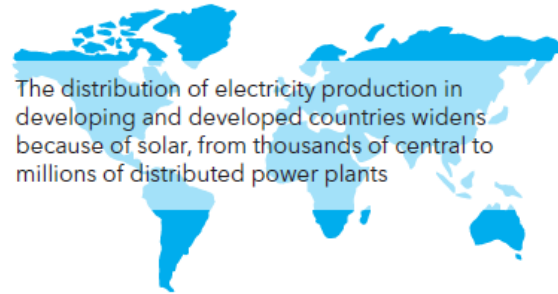 The distribution of electricity production in
developing and developed countries widens
because of solar, from thousands of central to
millions of distributed power plants